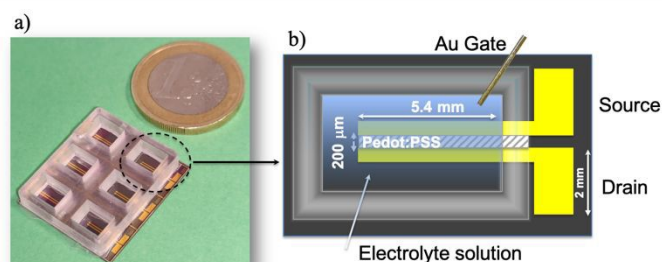 a)
b)
Au Gate
5.4 mm
Source
200 µm
Pedot:PSS
2 mm
Drain
Electrolyte solution